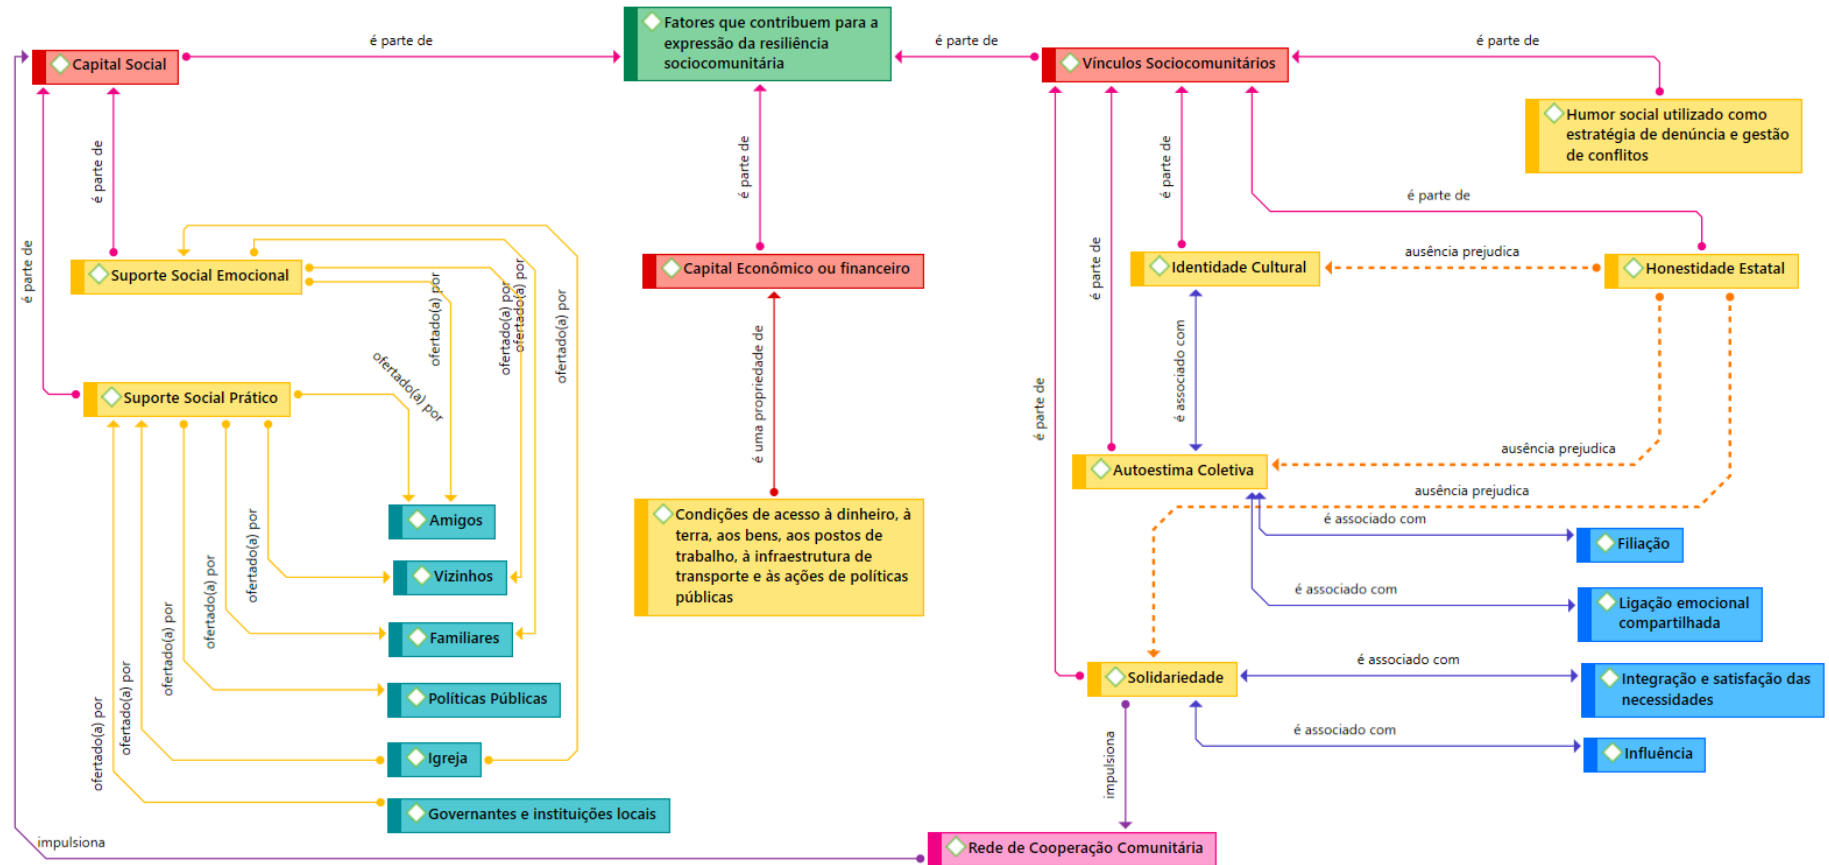 Fatores que contribuem para a
expressão da resiliência
sociocomunitária
é parte de
é parte de
é parte de
Capital Social
Vínculos Sociocomunitários
Humor social utilizado como
estratégia de denúncia e gestão
de conflitos
é parte de
é parte de
é parte de
é parte de
é parte de
é parte de
é parte de
é parte de
Suporte Social Emocional
Capital Econômico ou financeiro
Identidade Cultural
ausência prejudica
Honestidade Estatal
ofertado(a) por
ofertado(a) por
ofertado(a) por
ofertado(a) por
ofertado(a) por
é uma propriedade de
é associado com
Suporte Social Prático
Autoestima Coletiva
ausência prejudica
ausência prejudica
Condições de acesso à dinheiro, à
terra, aos bens, aos postos de
trabalho, à infraestrutura de
transporte e às ações de políticas
públicas
Amigos
é associado com
Filiação
ofertado(a) por
ofertado(a) por
ofertado(a) por
ofertado(a) por
ofertado(a) por
Vizinhos
é associado com
Ligação emocional
compartilhada
Familiares
Políticas Públicas
Solidariedade
é associado com
Integração e satisfação das
necessidades
Igreja
é associado com
Influência
impulsiona
Governantes e instituições locais
impulsiona
Rede de Cooperação Comunitária